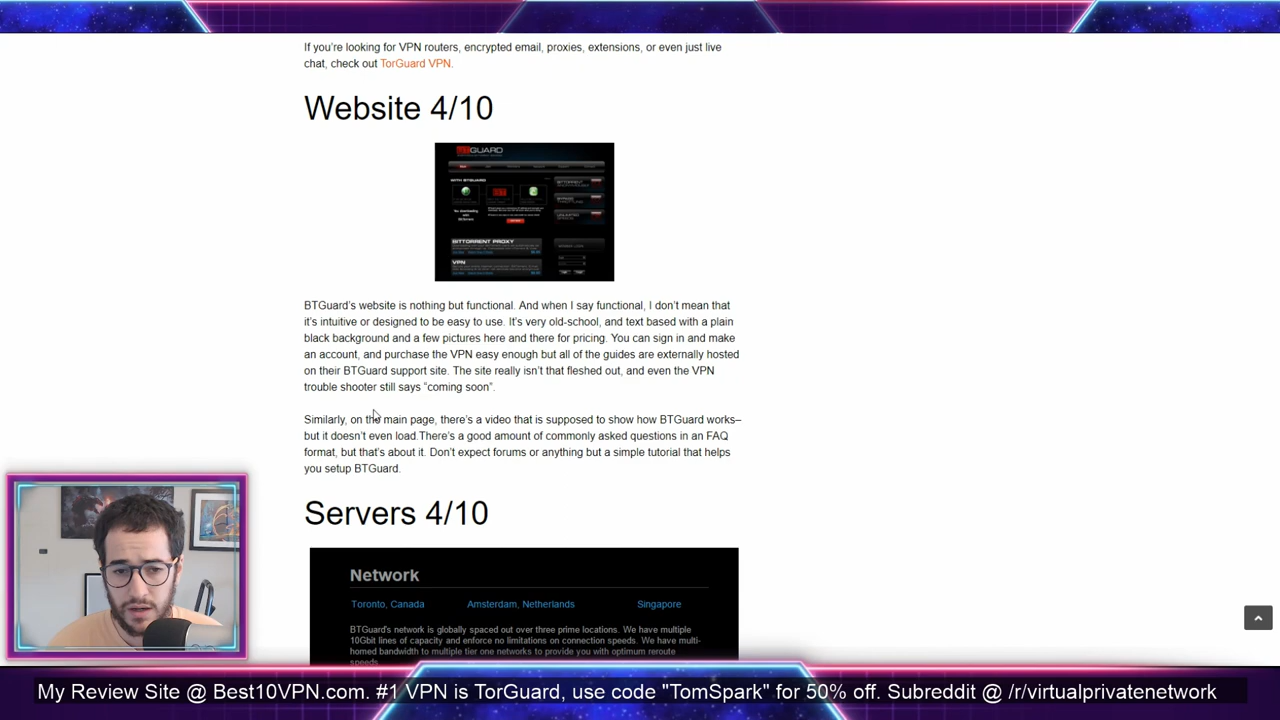 If you're looking for VPN routers, encrypted email, proxies, extensions, or even just live
chat, check out TorGuard VPN.
Website 4/10
BTGUARD
WITH BTGUARD
BITTORRENT PROXY
VPN
BTGuard's website is nothing but functional. And when I say functional, I don't mean that
it's intuitive or designed to be easy to use. It's very old-school, and text based with a plain
black background and a few pictures here and there for pricing. You can sign in and make
an account, and purchase the VPN easy enough but all of the guides are externally hosted
on their BTGuard support site. The site really isn't that fleshed out, and even the VPN
trouble shooter still says “coming soon”.
Similarly, on the main page, there's a video that is supposed to show how BTGuard works–
but it doesn't even load.There's a good amount of commonly asked questions in an FAQ
format, but that's about it. Don't expect forums or anything but a simple tutorial that helps
you setup BTGuard.
Servers 4/10
Network
Toronto, Canada Amsterdam, Netherlands Singapore
BTGuard's network is globally spaced out over three prime locations. We have multiple
10Gbit lines of capacity and enforce no limitations on connection speeds. We have multi-
homed bandwidth to multiple tier one networks to provide you with optimum reroute
speeds.
My Review Site @ Best10VPN.com. #1 VPN is TorGuard, use code "TomSpark" for 50% off. Subreddit @ /r/virtualprivatenetwork